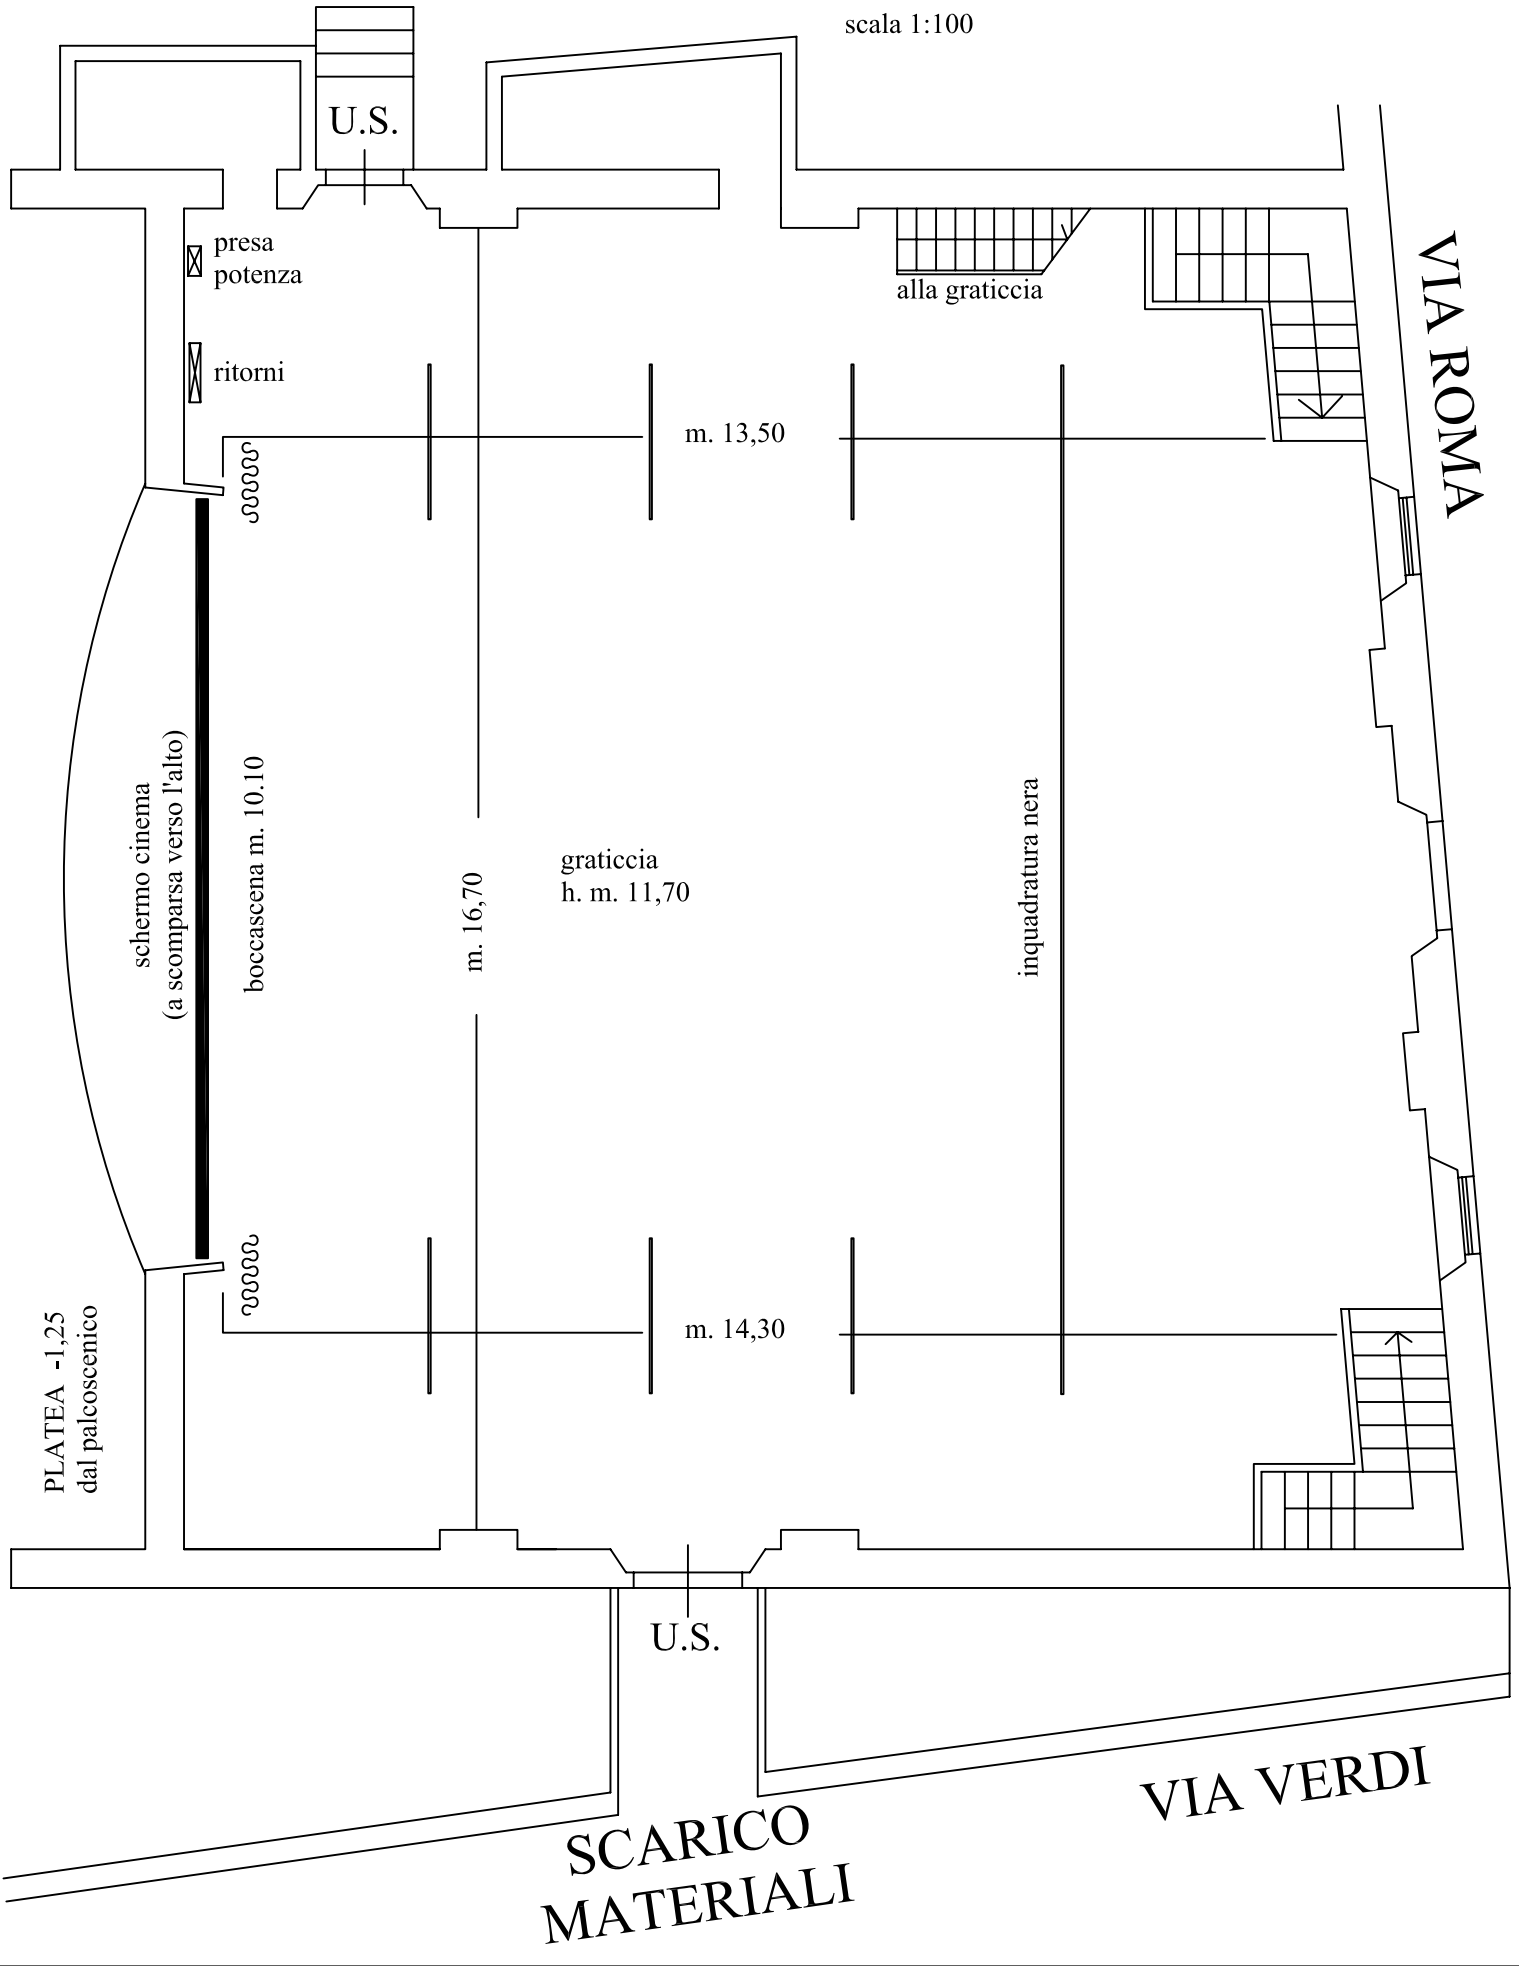 scala 1:100
U.S.
presa
potenza
alla graticcia
VIA ROMA
ritorni
m. 13,50
schermo cinema
(a scomparsa verso l'alto)
boccascena m. 10.10
m. 16,70
graticcia
h. m. 11,70
inquadratura nera
PLATEA -1,25
dal palcoscenico
m. 14,30
U.S.
VIA VERDI
SCARICO
MATERIALI